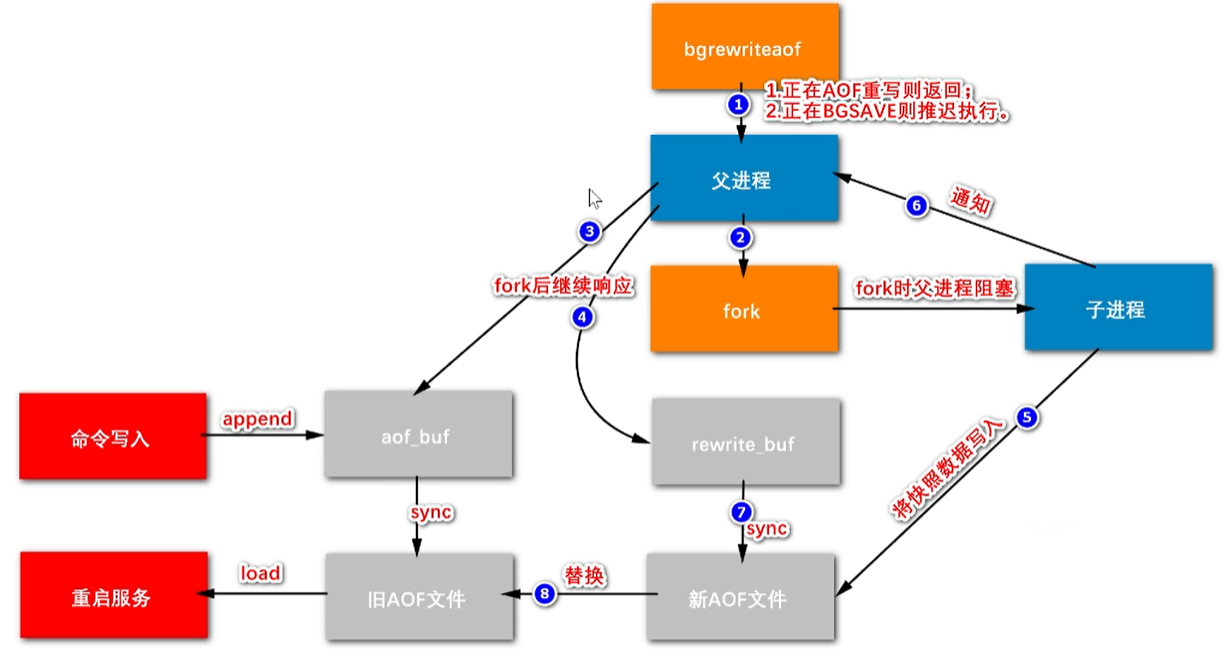 bgrewriteaof
1
1.正在AOF重写则返回;
2.正在BGSAVE则推迟执行。
父进程
6
通知
3
2
fork后继续响应
4
fork
fork时父进程阻塞
子进程
命令写入
append
aof_buf
rewrite_buf
5
将快照数据写入
sync
7
sync
重启服务
load
旧AOF文件
8
替换
新AOF文件